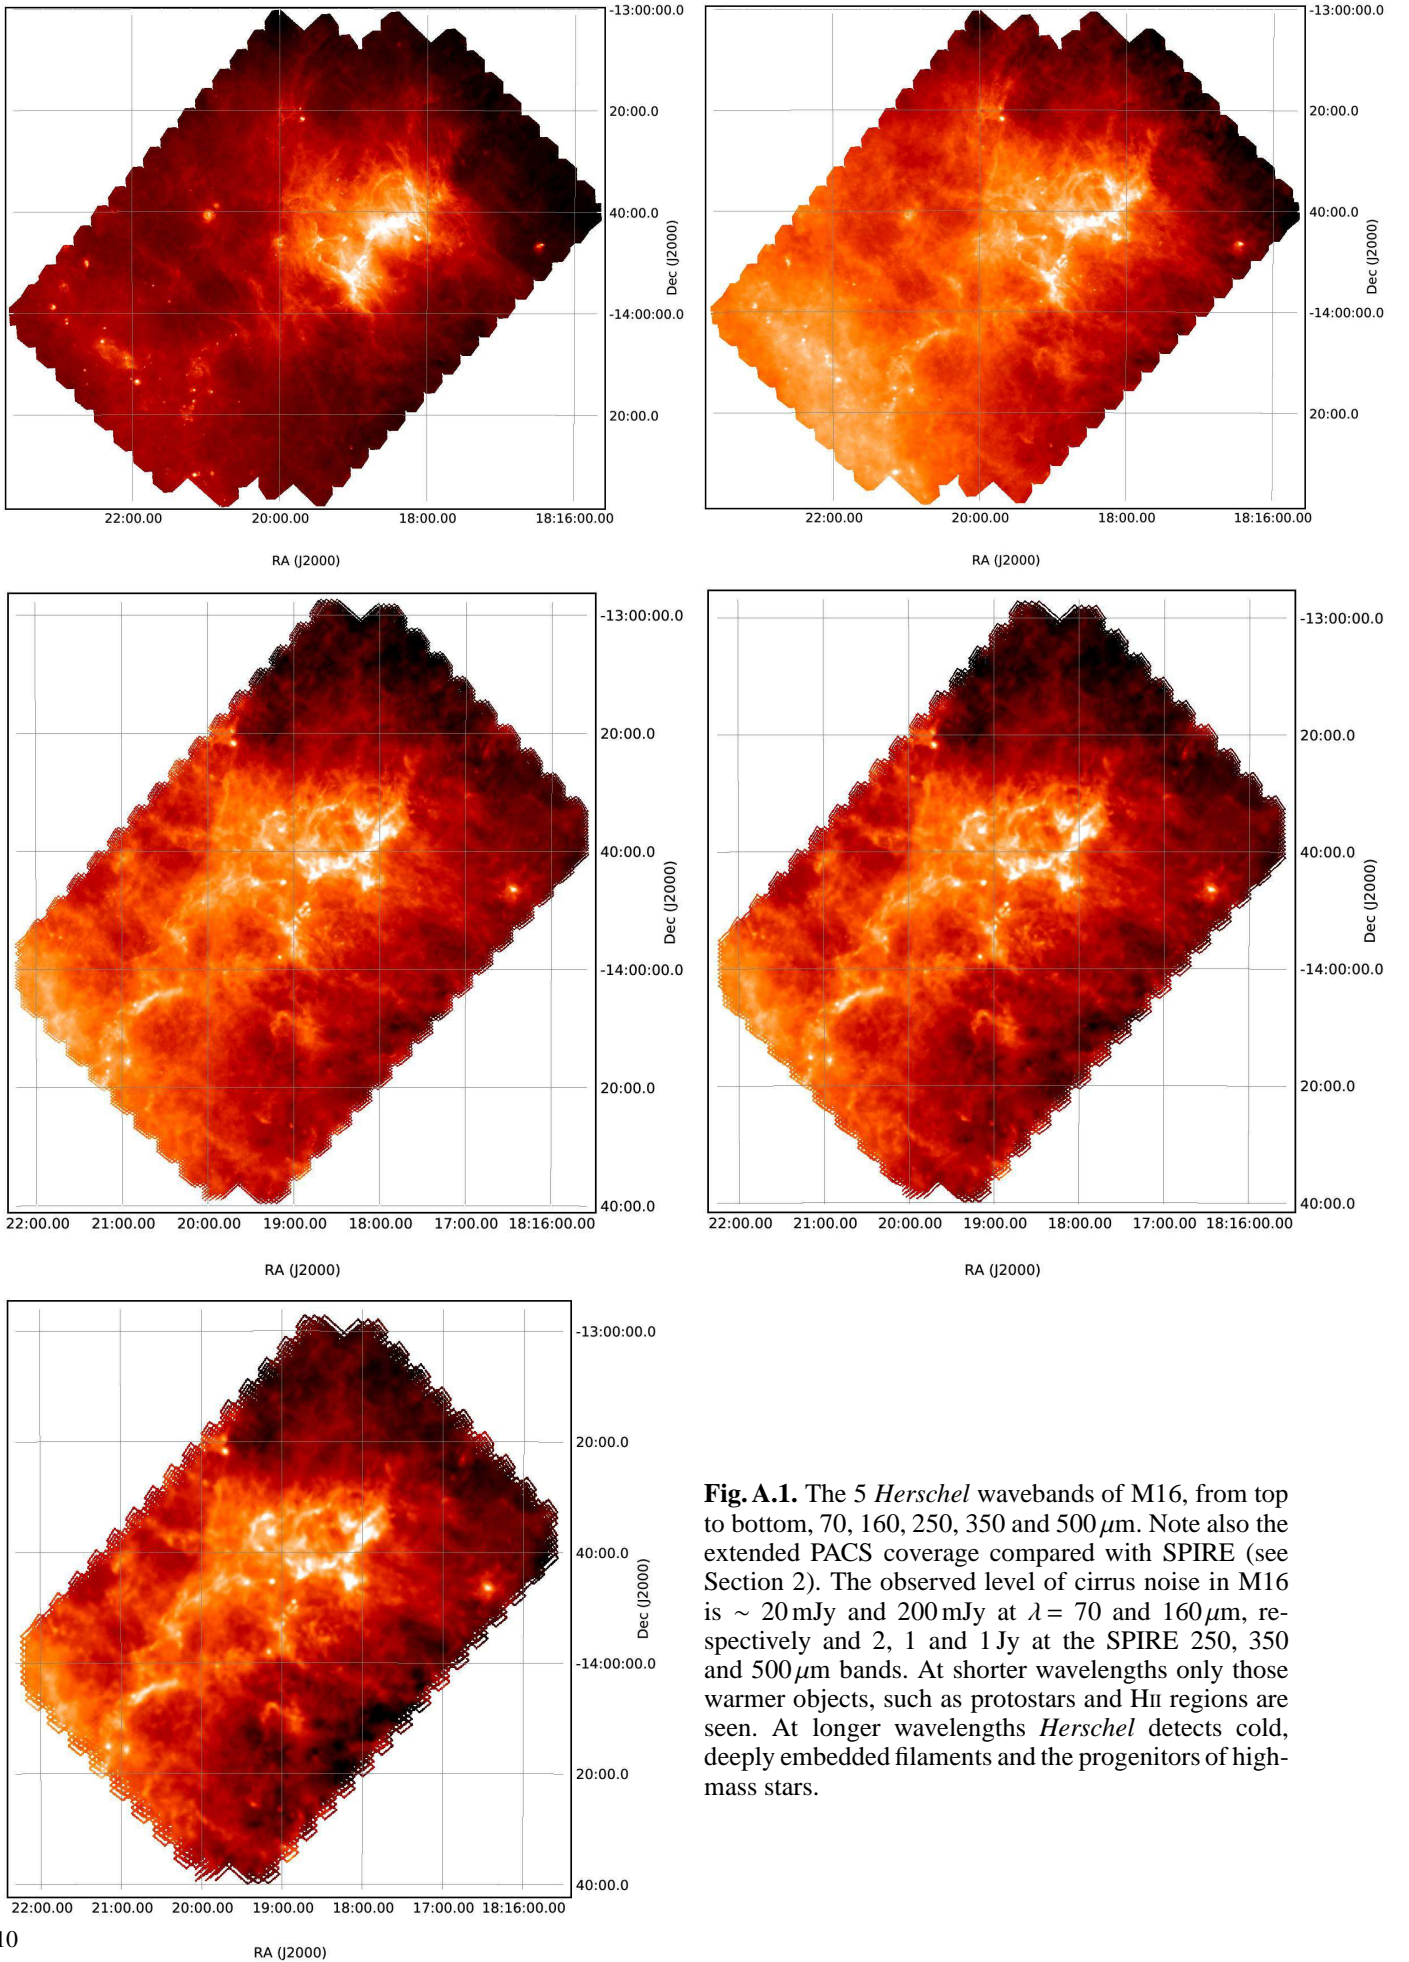 -13:00:00.0
20:00.0
40:00.0
-14:00:00.0
20:00.0
Dec (J2000)
22:00.00 20:00.00 18:00.00 18:16:00.00
RA (J2000)
-13:00:00.0
20:00.0
40:00.0
-14:00:00.0
20:00.0
Dec (J2000)
22:00.00 20:00.00 18:00.00 18:16:00.00
RA (J2000)
-13:00:00.0
20:00.0
40:00.0
-14:00:00.0
20:00.0
40:00.0
Dec (J2000)
22:00.00 21:00.00 20:00.00 19:00.00 18:00.00 17:00.00 18:16:00.00
RA (J2000)
-13:00:00.0
20:00.0
40:00.0
-14:00:00.0
20:00.0
40:00.0
Dec (J2000)
22:00.00 21:00.00 20:00.00 19:00.00 18:00.00 17:00.00 18:16:00.00
RA (J2000)
-13:00:00.0
20:00.0
40:00.0
-14:00:00.0
20:00.0
40:00.0
Dec (J2000)
22:00.00 21:00.00 20:00.00 19:00.00 18:00.00 17:00.00 18:16:00.00
RA (J2000)
Fig. A.1. The 5 Herschel wavebands of M16, from top
to bottom, 70, 160, 250, 350 and 500 μm. Note also the
extended PACS coverage compared with SPIRE (see
Section 2). The observed level of cirrus noise in M16
is ~ 20 mJy and 200 mJy at λ = 70 and 160 μm, re-
spectively and 2, 1 and 1 Jy at the SPIRE 250, 350
and 500 μm bands. At shorter wavelengths only those
warmer objects, such as protostars and HII regions are
seen. At longer wavelengths Herschel detects cold,
deeply embedded filaments and the progenitors of high-
mass stars.
10